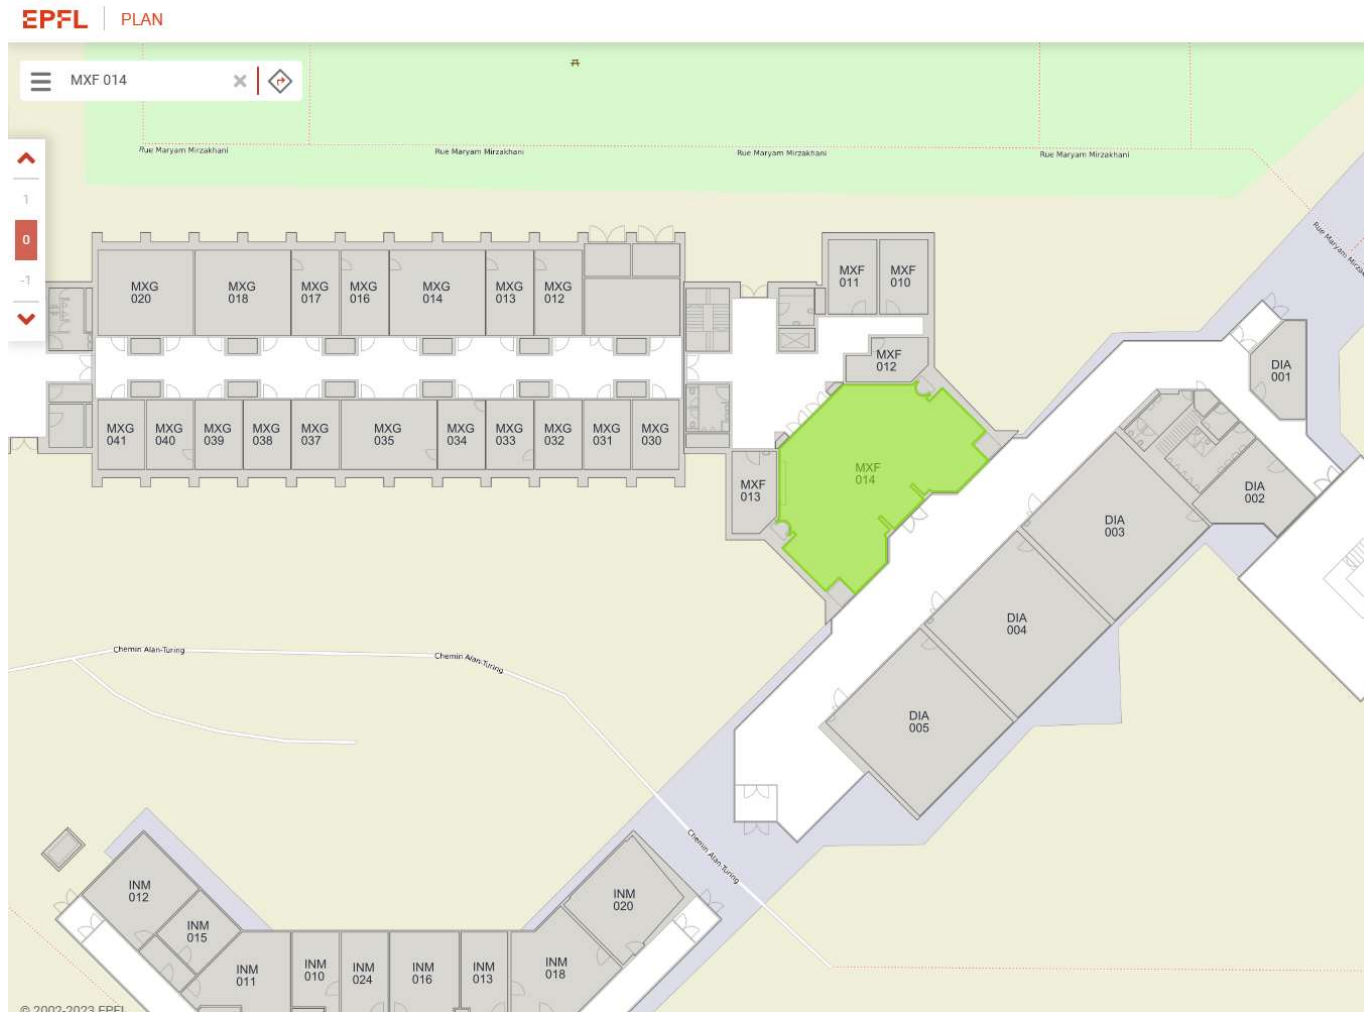 EPFL PLAN
MXF 014
Rue Maryam Mirzakhani
Rue Maryam Mirzakhani
Rue Maryam Mirzakhani
Rue Maryam Mirzakhani
1
0
-1
Rue Maryam
MXG
020
MXG
018
MXG
017
MXG
016
MXG
014
MXG
013
MXG
012
MXF
011
MXF
010
MXF
012
DIA
001
MXG
041
MXG
040
MXG
039
MXG
038
MXG
037
MXG
035
MXG
034
MXG
033
MXG
032
MXG
031
MXG
030
MXF
013
MXF
014
DIA
002
DIA
003
DIA
004
DIA
005
Chemin Alan-Turing
Chemin Alan-Turing
Chemin Alan-Turing
INM
012
INM
015
INM
011
INM
010
INM
024
INM
016
INM
013
INM
018
INM
020
© 2002-2023 EPFL